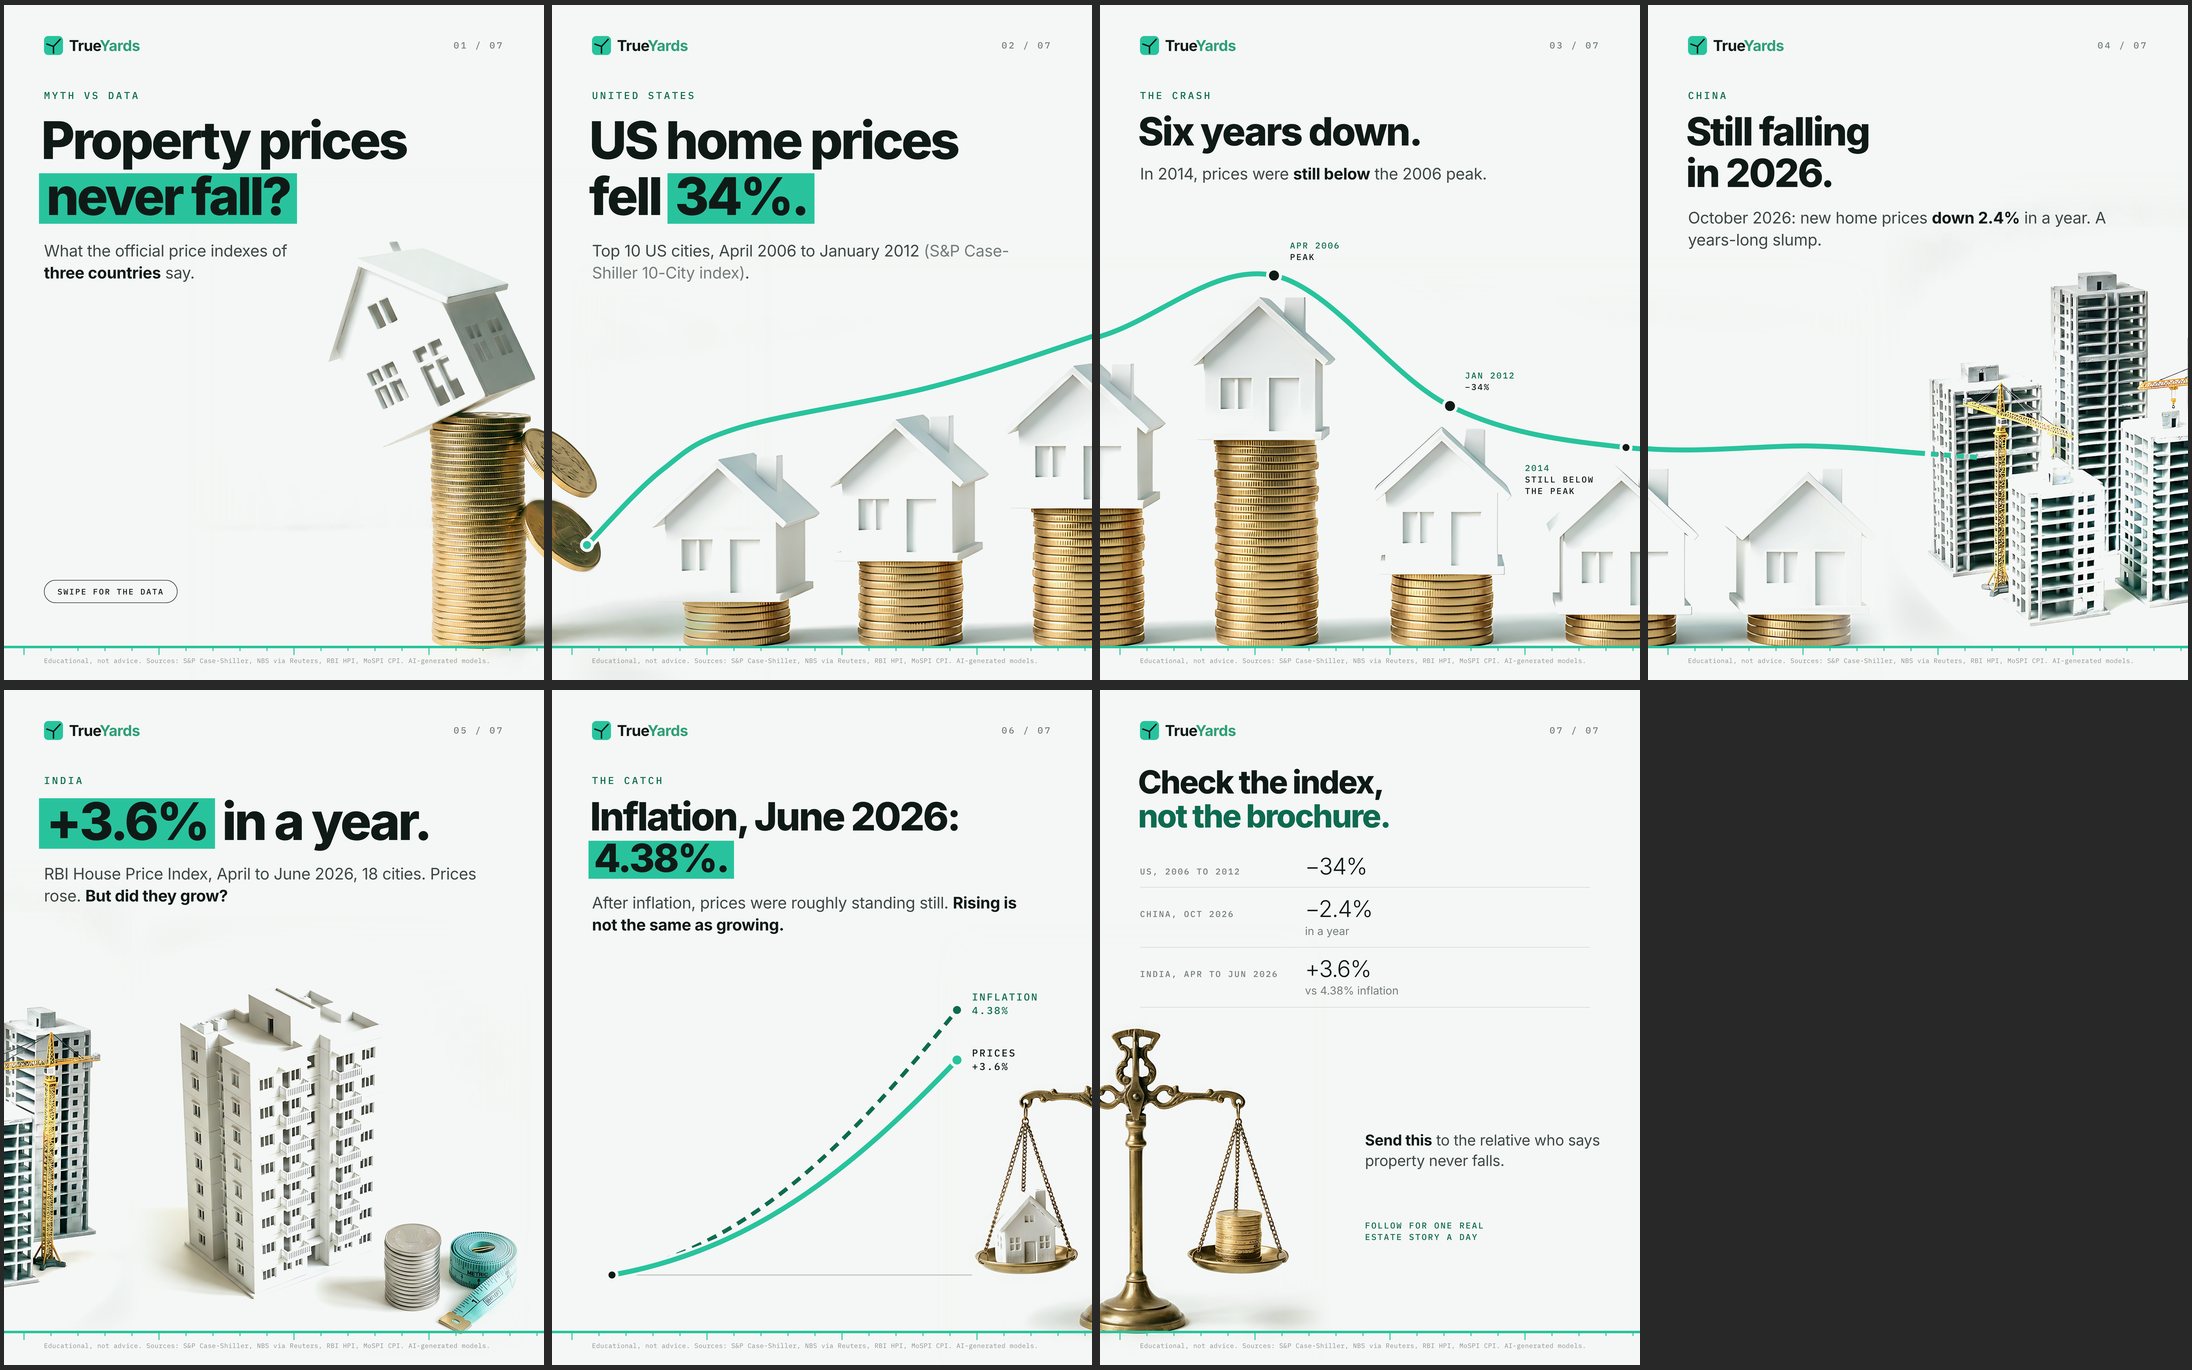 TrueYards
01 / 07
MYTH VS DATA
Property prices
never fall?
What the official price indexes of
three countries say.
SWIPE FOR THE DATA
Educational, not advice. Sources: S&P Case-Shiller, NBS via Reuters, RBI HPI, MoSPI CPI. AI-generated models.
TrueYards
02 / 07
UNITED STATES
US home prices
fell 34%.
Top 10 US cities, April 2006 to January 2012 (S&P Case-
Shiller 10-City index).
Educational, not advice. Sources: S&P Case-Shiller, NBS via Reuters, RBI HPI, MoSPI CPI. AI-generated models.
TrueYards
03 / 07
THE CRASH
Six years down.
In 2014, prices were still below the 2006 peak.
APR 2006
PEAK
JAN 2012
−34%
2014
STILL BELOW
THE PEAK
Educational, not advice. Sources: S&P Case-Shiller, NBS via Reuters, RBI HPI, MoSPI CPI. AI-generated models.
TrueYards
04 / 07
CHINA
Still falling
in 2026.
October 2026: new home prices down 2.4% in a year. A
years-long slump.
Educational, not advice. Sources: S&P Case-Shiller, NBS via Reuters, RBI HPI, MoSPI CPI. AI-generated models.
TrueYards
05 / 07
INDIA
+3.6% in a year.
RBI House Price Index, April to June 2026, 18 cities. Prices
rose. But did they grow?
METRIC
Educational, not advice. Sources: S&P Case-Shiller, NBS via Reuters, RBI HPI, MoSPI CPI. AI-generated models.
TrueYards
06 / 07
THE CATCH
Inflation, June 2026:
4.38%.
After inflation, prices were roughly standing still. Rising is
not the same as growing.
INFLATION
4.38%
PRICES
+3.6%
Educational, not advice. Sources: S&P Case-Shiller, NBS via Reuters, RBI HPI, MoSPI CPI. AI-generated models.
TrueYards
07 / 07
Check the index,
not the brochure.
US, 2006 TO 2012
−34%
CHINA, OCT 2026
−2.4%
in a year
INDIA, APR TO JUN 2026
+3.6%
vs 4.38% inflation
Send this to the relative who says
property never falls.
FOLLOW FOR ONE REAL
ESTATE STORY A DAY
Educational, not advice. Sources: S&P Case-Shiller, NBS via Reuters, RBI HPI, MoSPI CPI. AI-generated models.